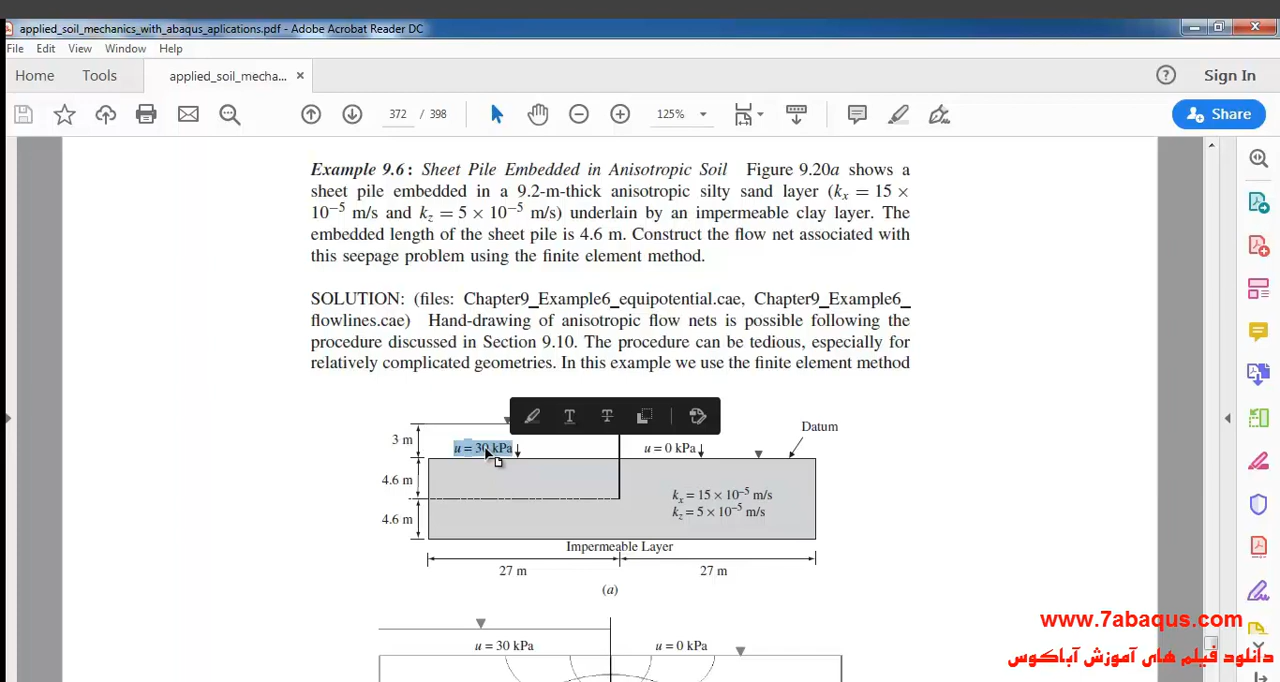 applied_soil_mechanics_with_abaqus_aplications.pdf - Adobe Acrobat Reader DC
File Edit View Window Help
Home Tools applied_soil_mecha... × Sign In
372 / 398 125% Share
Example 9.6: Sheet Pile Embedded in Anisotropic Soil Figure 9.20a shows a
sheet pile embedded in a 9.2-m-thick anisotropic silty sand layer (kx = 15 ×
10−5 m/s and kz = 5 × 10−5 m/s) underlain by an impermeable clay layer. The
embedded length of the sheet pile is 4.6 m. Construct the flow net associated with
this seepage problem using the finite element method.
SOLUTION: (files: Chapter9_Example6_equipotential.cae, Chapter9_Example6_
flowlines.cae) Hand-drawing of anisotropic flow nets is possible following the
procedure discussed in Section 9.10. The procedure can be tedious, especially for
relatively complicated geometries. In this example we use the finite element method
Datum
3 m
u = 30 kPa u = 0 kPa
4.6 m
kx = 15 × 10−5 m/s
kz = 5 × 10−5 m/s
4.6 m
Impermeable Layer
27 m 27 m
(a)
u = 30 kPa u = 0 kPa
www.7abaqus.com
دانلود فیلم های آموزش آباکوس